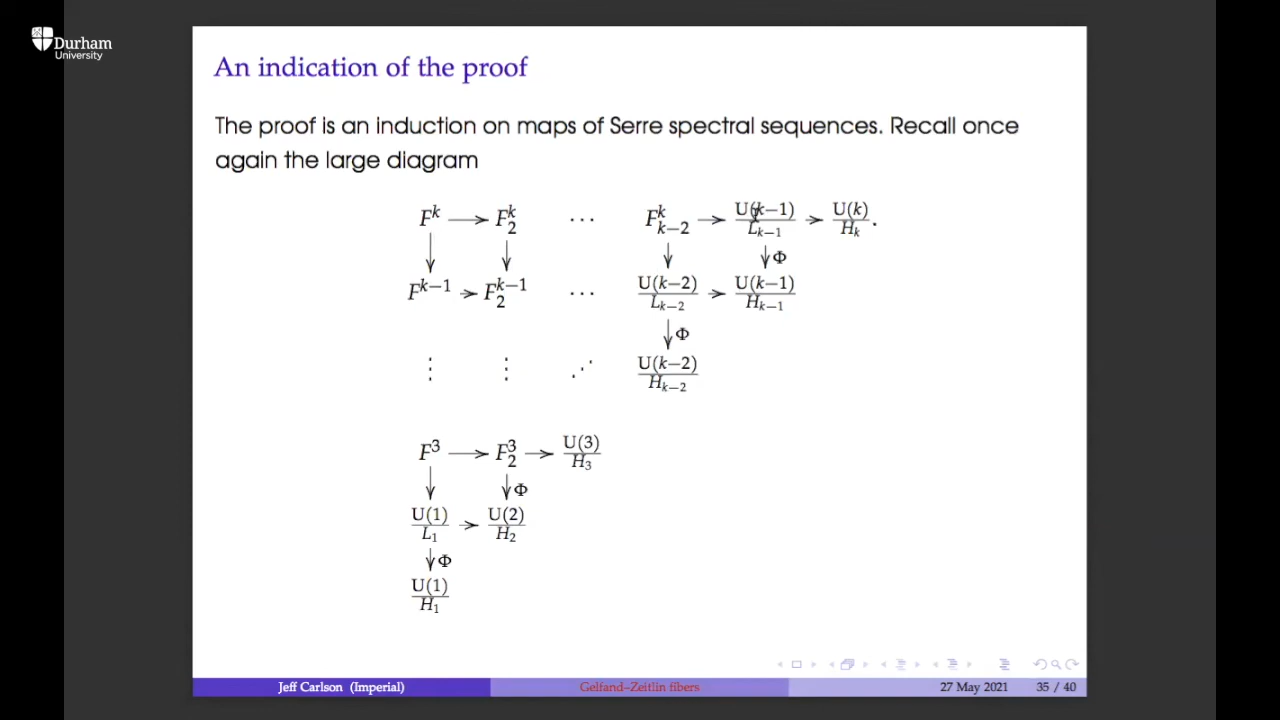 Durham
University
An indication of the proof
The proof is an induction on maps of Serre spectral sequences. Recall once
again the large diagram
F^k → F_2^k ⋯ F_{k−2}^k → U(k−1)/L_{k−1} → U(k)/H_k.
↓ ↓ ↓ ↓Φ
F^{k−1} → F_2^{k−1} ⋯ U(k−2)/L_{k−2} → U(k−1)/H_{k−1}
↓Φ
⋮ ⋮ ⋰ U(k−2)/H_{k−2}
F^3 → F_2^3 → U(3)/H_3
↓ ↓Φ
U(1)/L_1 → U(2)/H_2
↓Φ
U(1)/H_1
Jeff Carlson (Imperial) Gelfand–Zeitlin fibers 27 May 2021 35 / 40